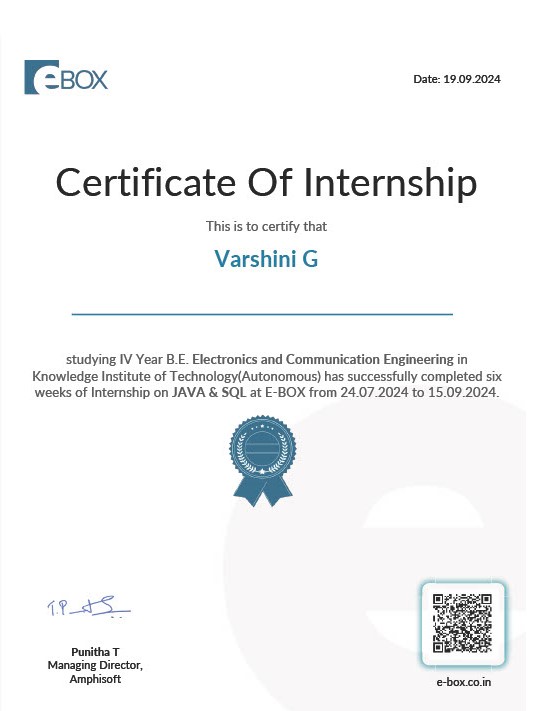 eBOX
Date: 19.09.2024
Certificate Of Internship
This is to certify that
Varshini G
studying IV Year B.E. Electronics and Communication Engineering in
Knowledge Institute of Technology(Autonomous) has successfully completed six
weeks of Internship on JAVA & SQL at E-BOX from 24.07.2024 to 15.09.2024.
T.P
Punitha T
Managing Director,
Amphisoft
e-box.co.in